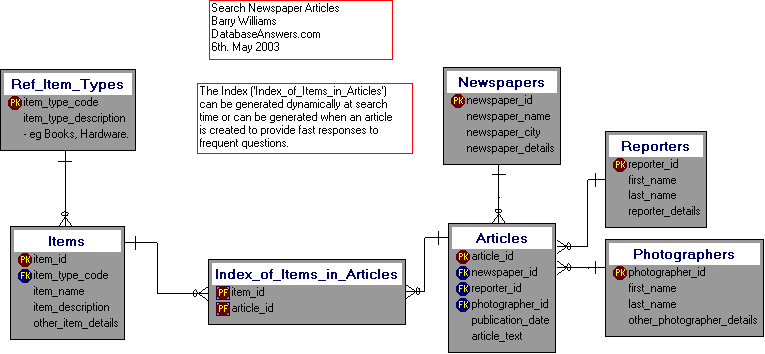 Search Newspaper Articles
Barry Williams
DatabaseAnswers.com
6th. May 2003
The Index ('Index_of_Items_in_Articles')
can be generated dynamically at search
time or can be generated when an article
is created to provide fast responses to
frequent questions.
Ref_Item_Types
PK item_type_code
item_type_description
- eg Books, Hardware.
Newspapers
PK newspaper_id
newspaper_name
newspaper_city
newspaper_details
Reporters
PK reporter_id
first_name
last_name
reporter_details
Items
PK item_id
FK item_type_code
item_name
item_description
other_item_details
Index_of_Items_in_Articles
PF item_id
PF article_id
Articles
PK article_id
FK newspaper_id
FK reporter_id
FK photographer_id
publication_date
article_text
Photographers
PK photographer_id
first_name
last_name
other_photographer_details